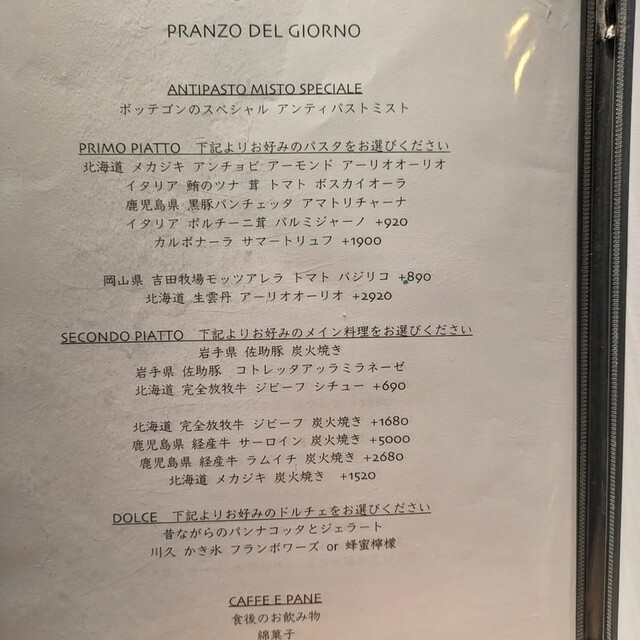 PRANZO DEL GIORNO
ANTIPASTO MISTO SPECIALE
ボッテゴンのスペシャル アンティパストミスト
PRIMO PIATTO 下記よりお好みのパスタをお選びください
北海道 メカジキ アンチョビ アーモンド アーリオオーリオ
イタリア 鮪のツナ 茸 トマト ボスカイオーラ
鹿児島県 黒豚パンチェッタ アマトリチャーナ
イタリア ポルチーニ茸 パルミジャーノ +920
カルボナーラ サマートリュフ +1900
岡山県 吉田牧場モッツアレラ トマト バジリコ +890
北海道 生雲丹 アーリオオーリオ +2920
SECONDO PIATTO 下記よりお好みのメイン料理をお選びください
岩手県 佐助豚 炭火焼き
岩手県 佐助豚 コトレッタアッラミラネーゼ
北海道 完全放牧牛 ジビーフ シチュー +690
北海道 完全放牧牛 ジビーフ 炭火焼き +1680
鹿児島県 経産牛 サーロイン 炭火焼き +5000
鹿児島県 経産牛 ラムイチ 炭火焼き +2680
北海道 メカジキ 炭火焼き +1520
DOLCE 下記よりお好みのドルチェをお選びください
昔ながらのパンナコッタとジェラート
川久 かき氷 フランボワーズ or 蜂蜜檸檬
CAFFE E PANE
食後のお飲み物
綿菓子